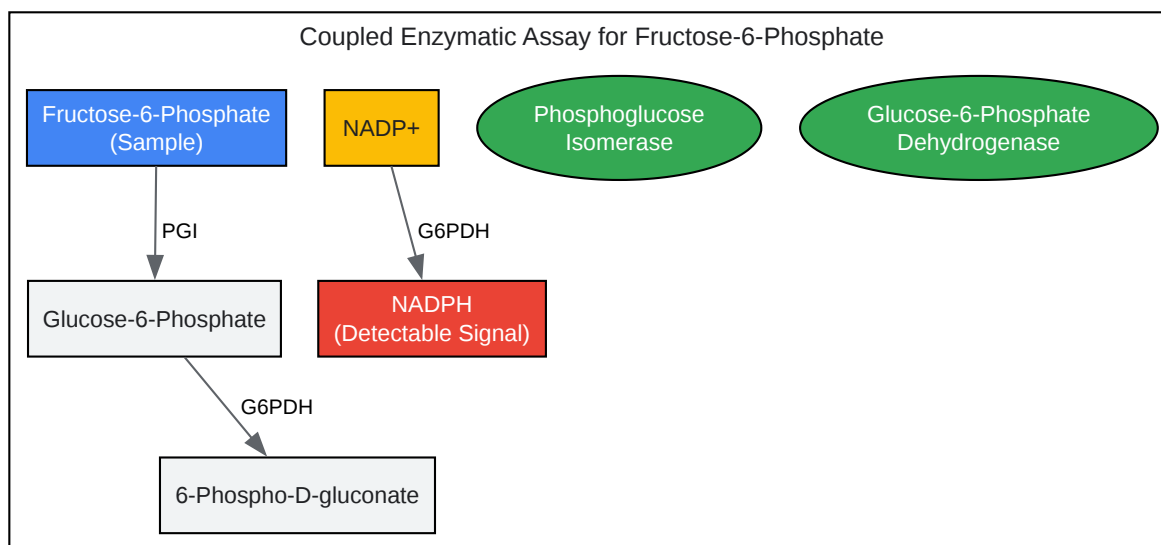 Coupled Enzymatic Assay for Fructose-6-Phosphate
Fructose-6-Phosphate
(Sample)
NADP+
Phosphoglucose
Isomerase
Glucose-6-Phosphate
Dehydrogenase
PGI
G6PDH
Glucose-6-Phosphate
NADPH
(Detectable Signal)
G6PDH
6-Phospho-D-gluconate